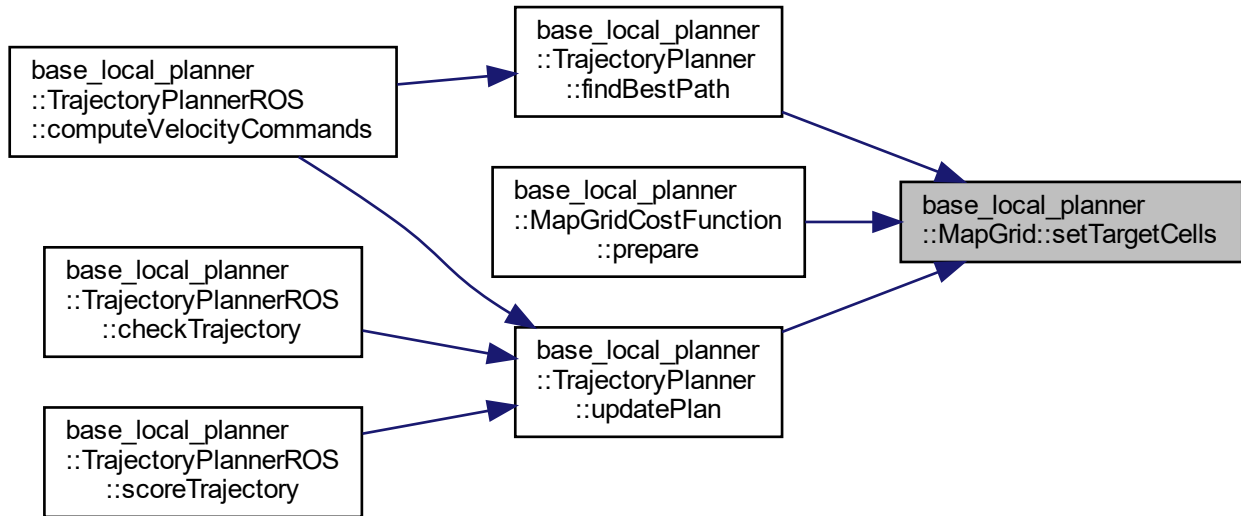 base_local_planner
::TrajectoryPlannerROS
::computeVelocityCommands
base_local_planner
::TrajectoryPlanner
::findBestPath
base_local_planner
::MapGridCostFunction
::prepare
base_local_planner
::MapGrid::setTargetCells
base_local_planner
::TrajectoryPlannerROS
::checkTrajectory
base_local_planner
::TrajectoryPlanner
::updatePlan
base_local_planner
::TrajectoryPlannerROS
::scoreTrajectory